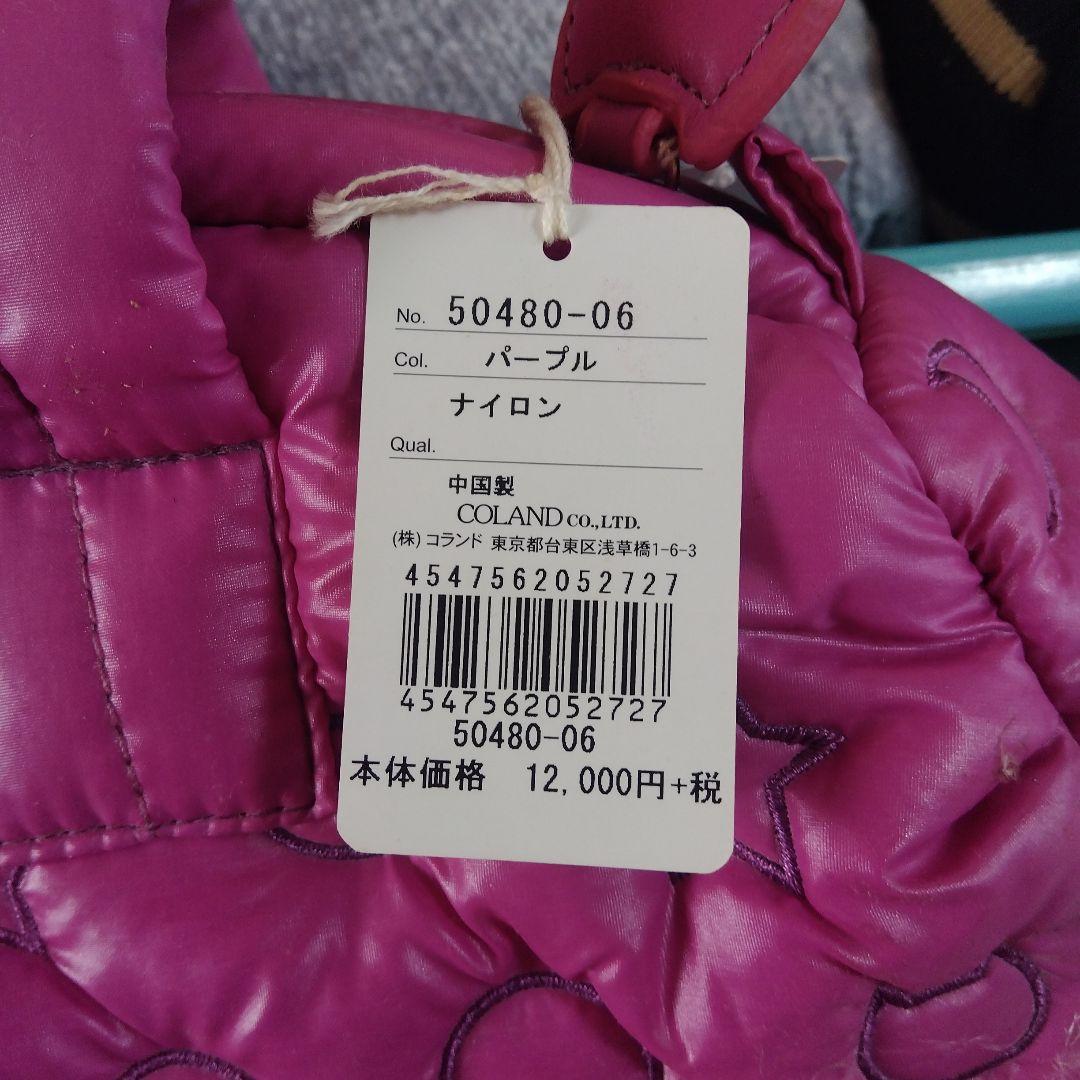 No. 50480-06
Col. パープル
ナイロン
Qual.
中国製
COLAND CO.,LTD.
(株)コランド 東京都台東区浅草橋1-6-3
4547562052727
4547562052727
50480-06
本体価格 12,000円+税